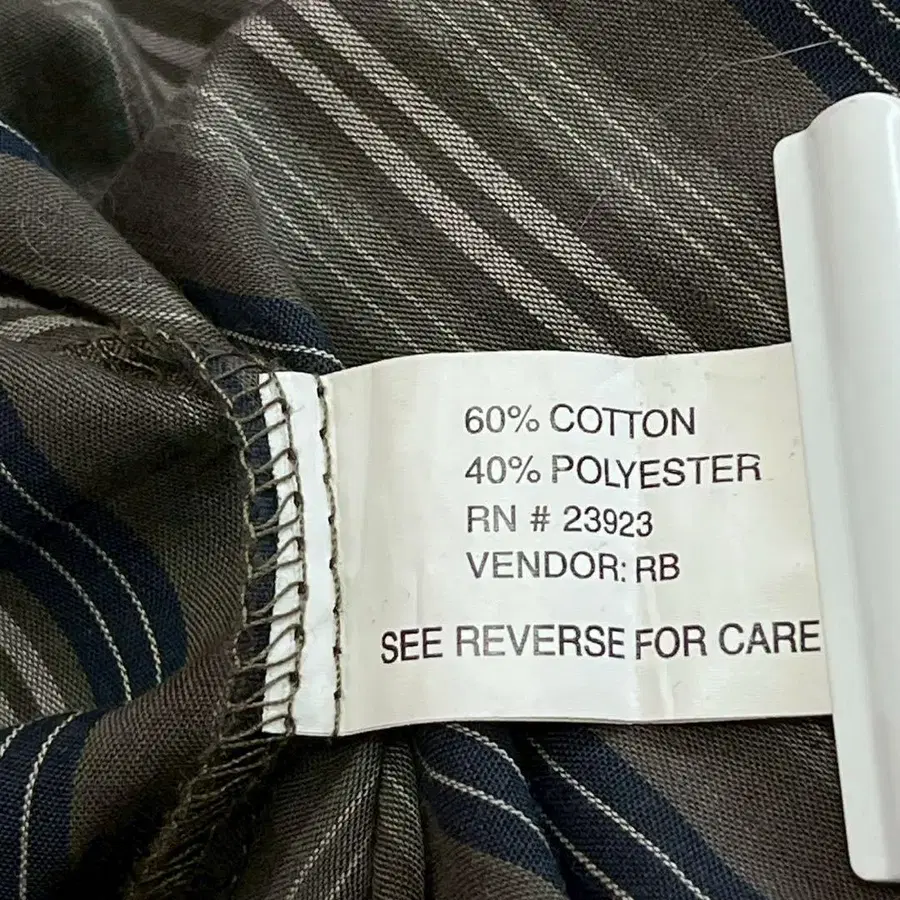 60% COTTON
40% POLYESTER
RN # 23923
VENDOR: RB
SEE REVERSE FOR CARE